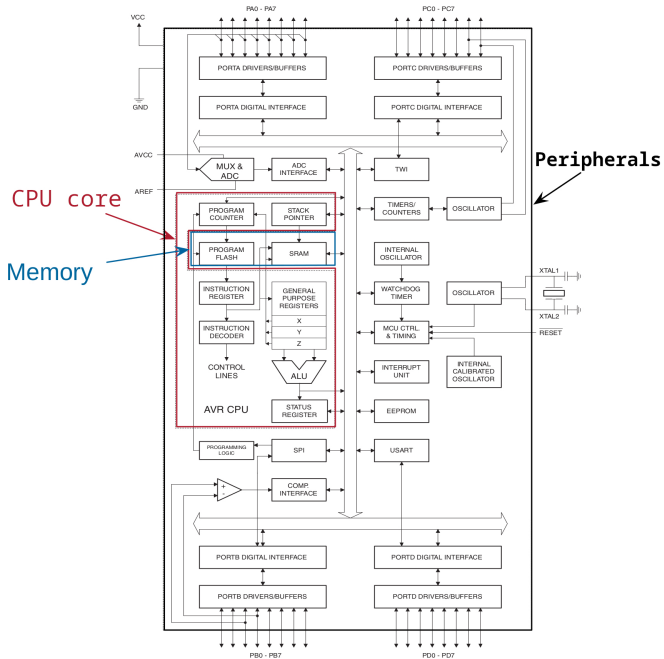 PA0 - PA7
PC0 - PC7
VCC
GND
PORTA DRIVERS/BUFFERS
PORTC DRIVERS/BUFFERS
PORTA DIGITAL INTERFACE
PORTC DIGITAL INTERFACE
AVCC
AREF
MUX &
ADC
ADC
INTERFACE
TWI
Peripherals
CPU core
Memory
PROGRAM
COUNTER
STACK
POINTER
TIMERS/
COUNTERS
OSCILLATOR
PROGRAM
FLASH
SRAM
INTERNAL
OSCILLATOR
INSTRUCTION
REGISTER
GENERAL
PURPOSE
REGISTERS
X
Y
Z
WATCHDOG
TIMER
OSCILLATOR
XTAL1
XTAL2
INSTRUCTION
DECODER
MCU CTRL.
& TIMING
RESET
CONTROL
LINES
ALU
INTERRUPT
UNIT
INTERNAL
CALIBRATED
OSCILLATOR
AVR CPU
STATUS
REGISTER
EEPROM
PROGRAMMING
LOGIC
SPI
USART
+
-
COMP.
INTERFACE
PORTB DIGITAL INTERFACE
PORTD DIGITAL INTERFACE
PORTB DRIVERS/BUFFERS
PORTD DRIVERS/BUFFERS
PB0 - PB7
PD0 - PD7